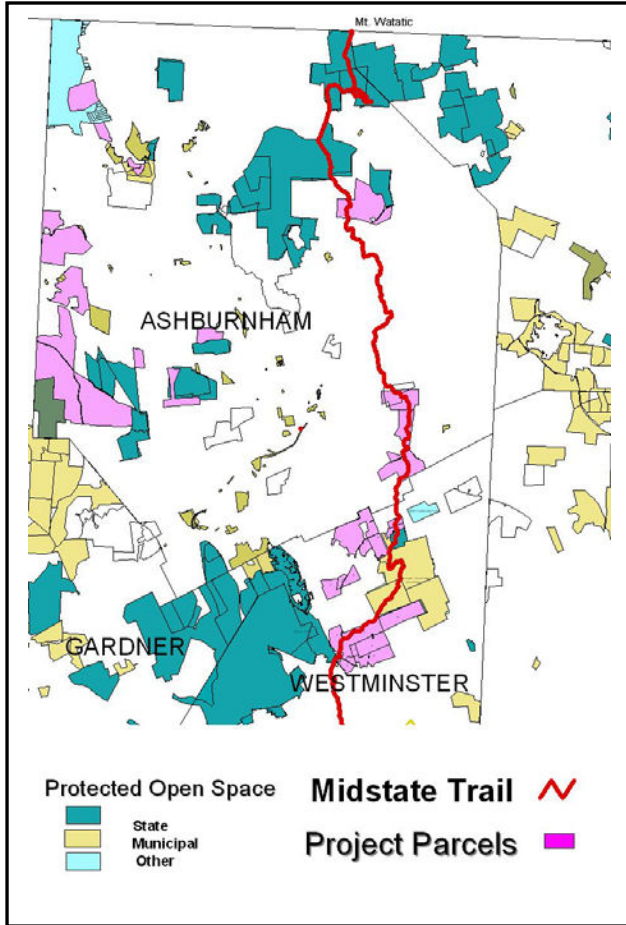 Mt. Watatic
ASHBURNHAM
GARDNER
WESTMINSTER
Protected Open Space
State
Municipal
Other
Midstate Trail
Project Parcels